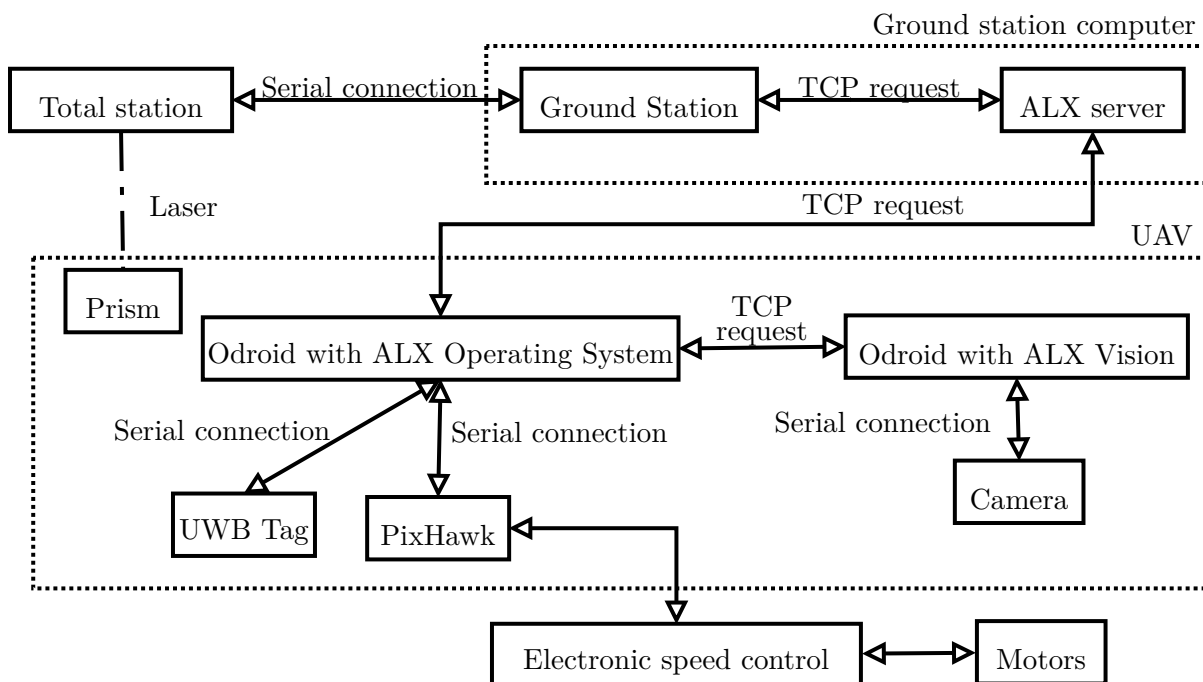 Ground station computer
Total station
Serial connection
Ground Station
TCP request
ALX server
Laser
TCP request
UAV
Prism
Odroid with ALX Operating System
TCP
request
Odroid with ALX Vision
Serial connection
Serial connection
Serial connection
UWB Tag
PixHawk
Camera
Electronic speed control
Motors